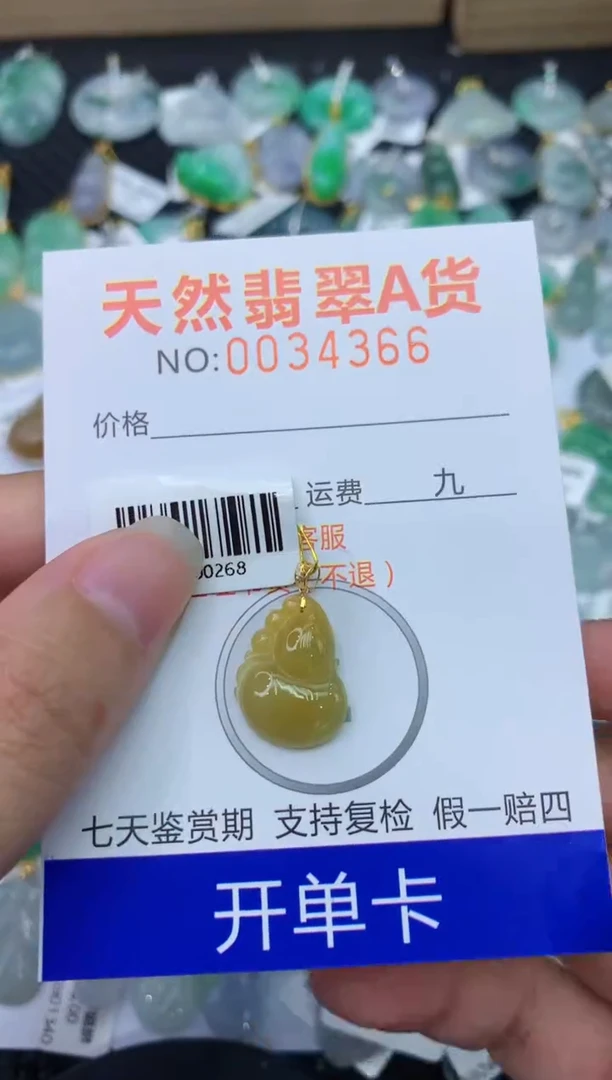 天然翡翠A货
NO:0034366
价格
运费 九
00268
客服
不退）
七天鉴赏期 支持复检 假一赔四
开单卡